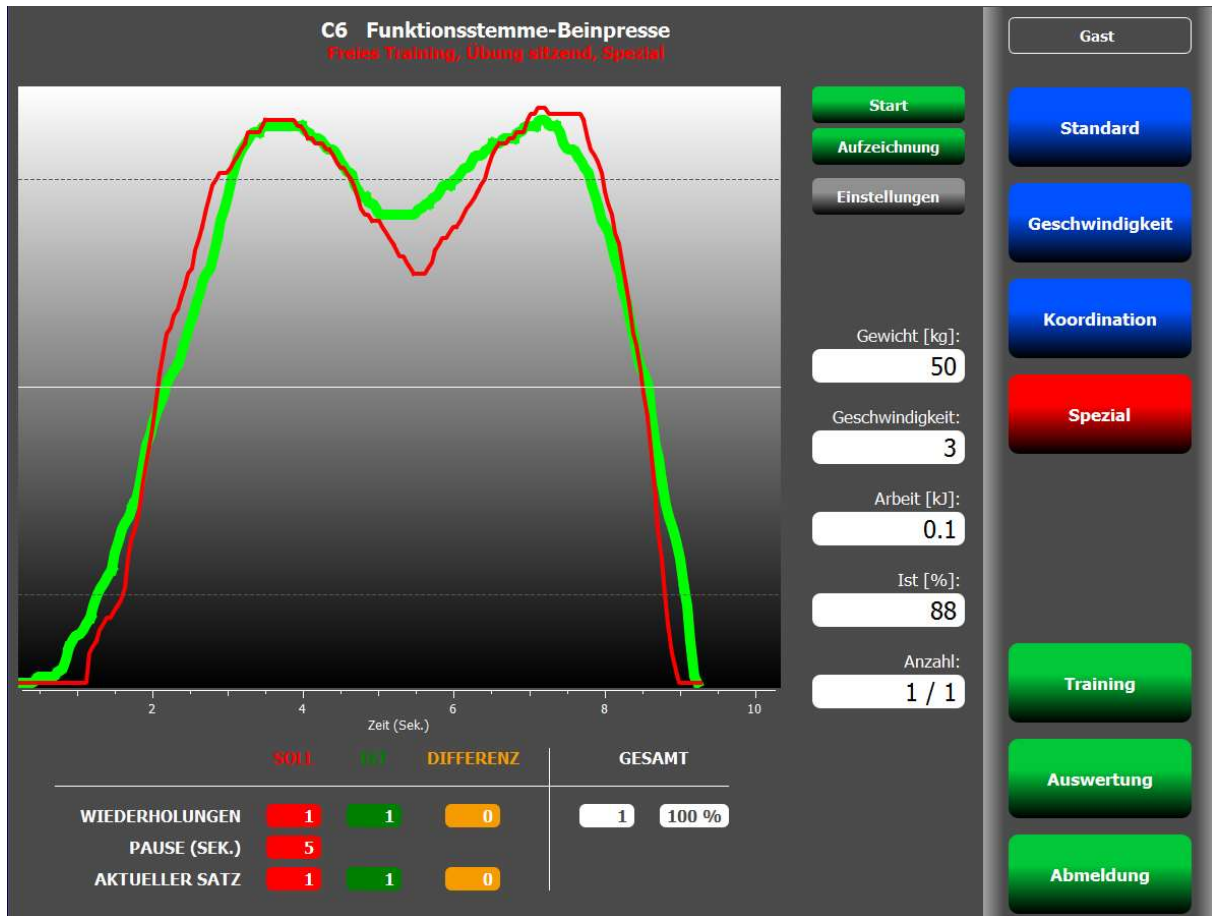 C6 Funktionsstemme-Beinpresse
Freies Training, Übung sitzend, Spezial
Gast
Start
Aufzeichnung
Einstellungen
Standard
Geschwindigkeit
Koordination
Spezial
Gewicht [kg]:
50
Geschwindigkeit:
3
Arbeit [kJ]:
0.1
Ist [%]:
88
Anzahl:
1 / 1
2 4 6 8 10
Zeit (Sek.)
SOLL IST DIFFERENZ GESAMT
WIEDERHOLUNGEN 1 1 0 1 100 %
PAUSE (SEK.) 5
AKTUELLER SATZ 1 1 0
Training
Auswertung
Abmeldung